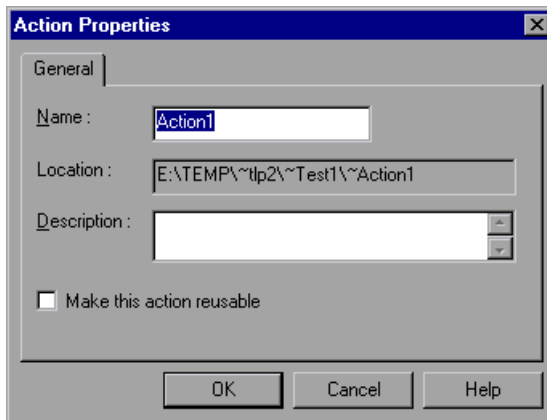 Action Properties
General
Name :
Action1
Location :
E:\TEMP\~tlp2\~Test1\~Action1
Description :
Make this action reusable
OK Cancel Help